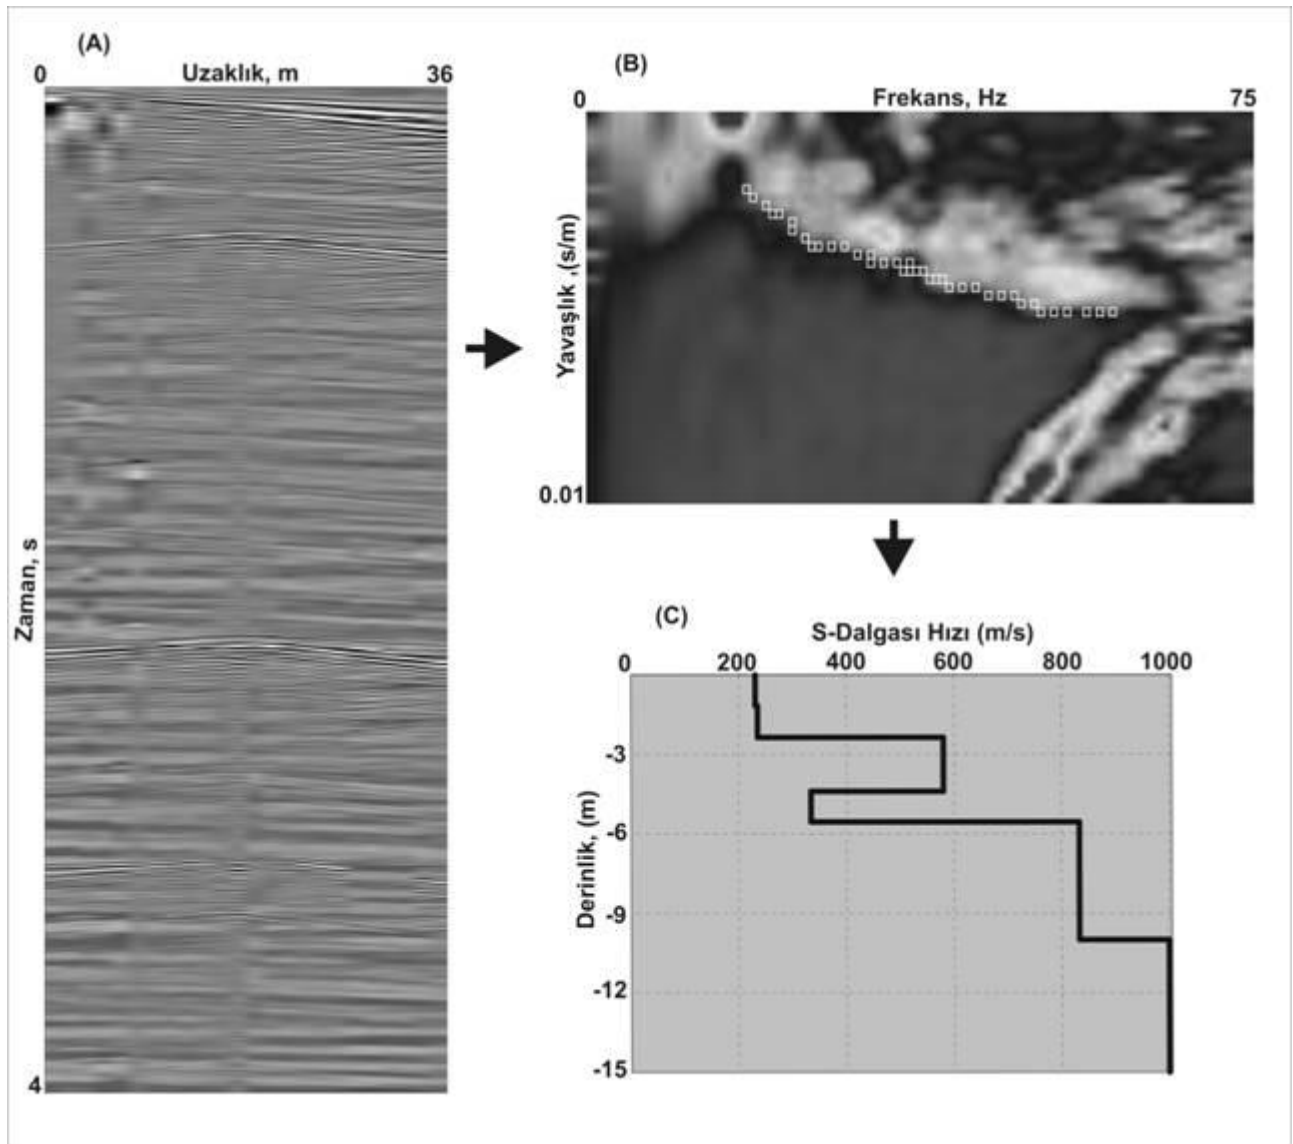 (A)
Uzaklık, m
0
36
Zaman, s
4
(B)
0
Frekans, Hz
75
Yavaşlık ,(s/m)
0.01
(C)
S-Dalgası Hızı (m/s)
0 200 400 600 800 1000
Derinlik, (m)
-3
-6
-9
-12
-15